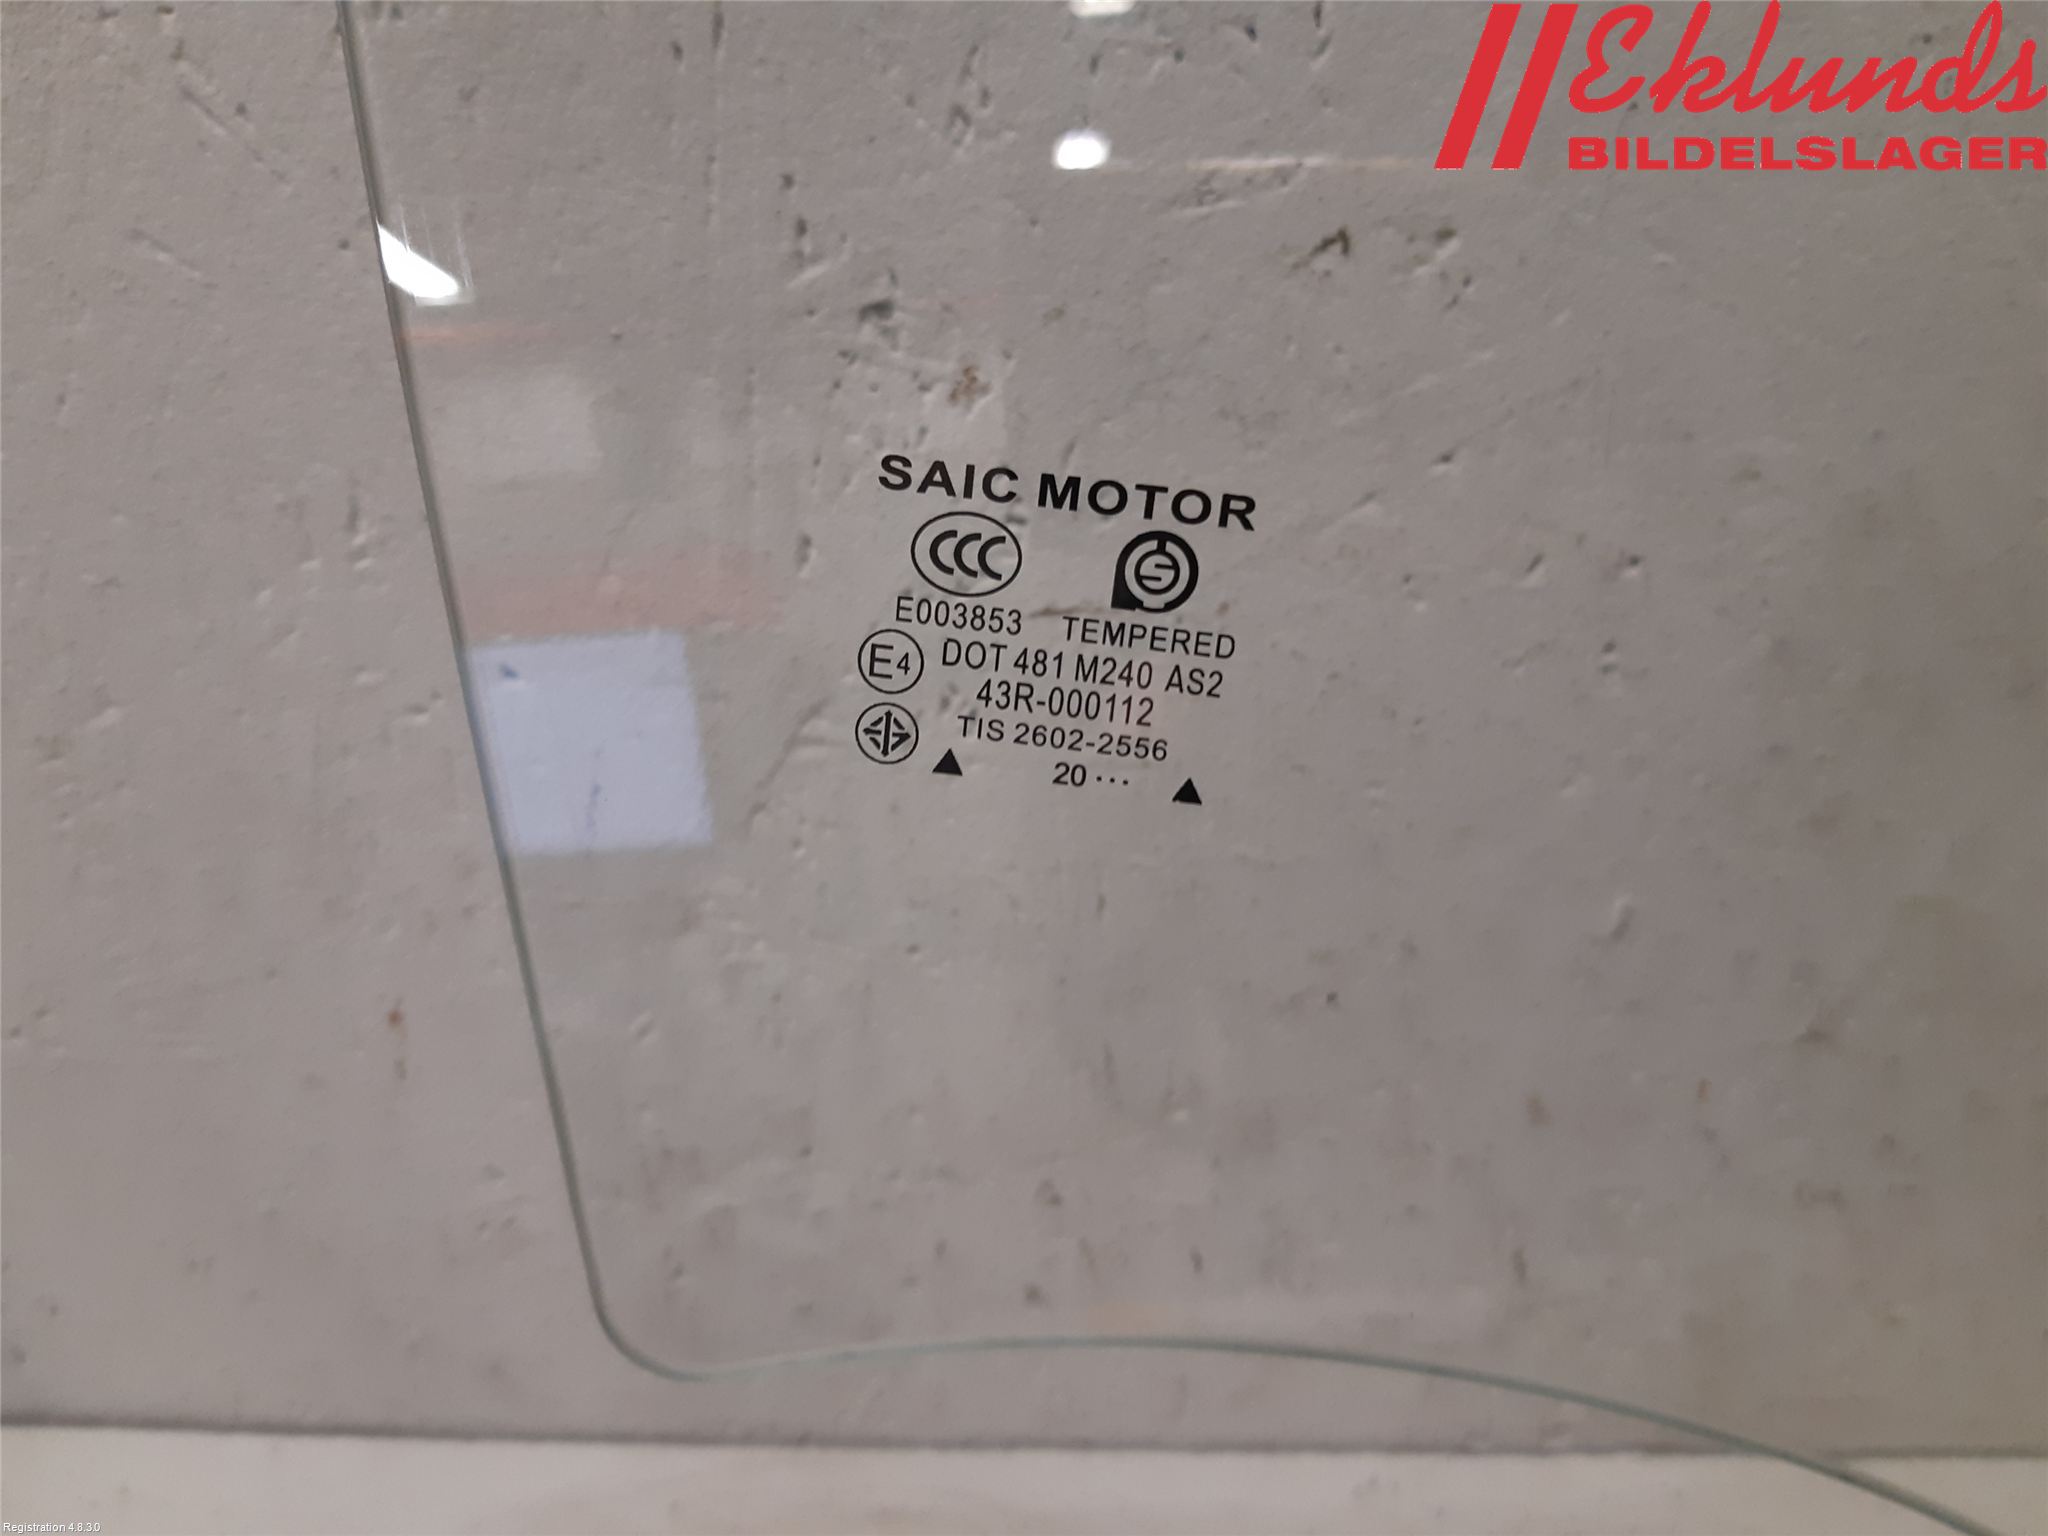 Eklunds
BILDELSLAGER
SAIC MOTOR
CCC
E003853 TEMPERED
E4 DOT 481 M240 AS2
43R-000112
TIS 2602-2556
▲ 20 ··· ▲
Registration 4.8.3.0